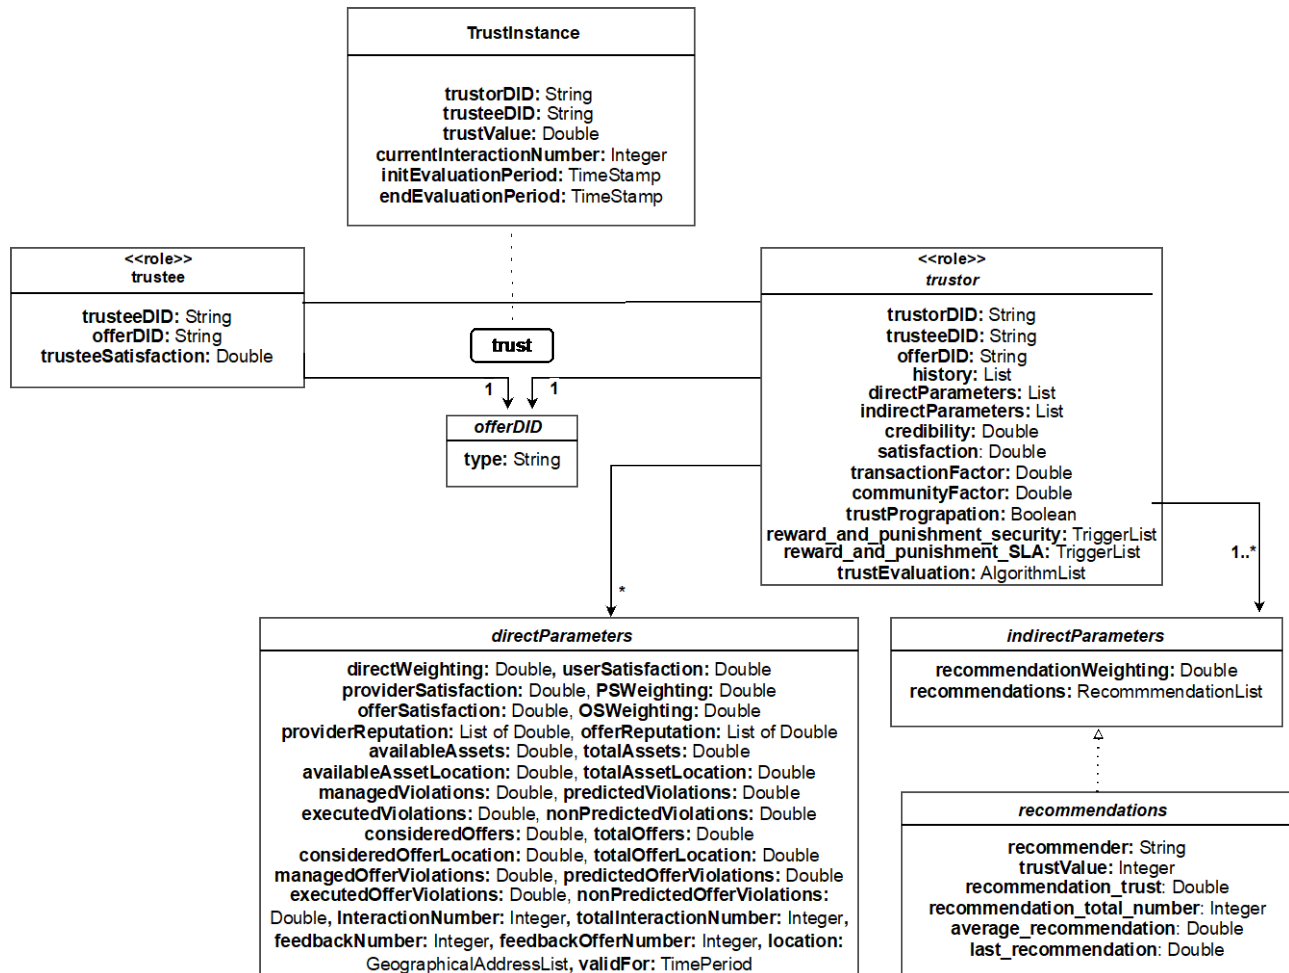 TrustInstance
trustorDID: String
trusteeDID: String
trustValue: Double
currentInteractionNumber: Integer
initEvaluationPeriod: TimeStamp
endEvaluationPeriod: TimeStamp
<<role>>
trustee
trusteeDID: String
offerDID: String
trusteeSatisfaction: Double
trust
1
1
offerDID
type: String
<<role>>
trustor
trustorDID: String
trusteeDID: String
offerDID: String
history: List
directParameters: List
indirectParameters: List
credibility: Double
satisfaction: Double
transactionFactor: Double
communityFactor: Double
trustPrograpation: Boolean
reward_and_punishment_security: TriggerList
reward_and_punishment_SLA: TriggerList
trustEvaluation: AlgorithmList
*
1..*
directParameters
directWeighting: Double, userSatisfaction: Double
providerSatisfaction: Double, PSWeighting: Double
offerSatisfaction: Double, OSWeighting: Double
providerReputation: List of Double, offerReputation: List of Double
availableAssets: Double, totalAssets: Double
availableAssetLocation: Double, totalAssetLocation: Double
managedViolations: Double, predictedViolations: Double
executedViolations: Double, nonPredictedViolations: Double
consideredOffers: Double, totalOffers: Double
consideredOfferLocation: Double, totalOfferLocation: Double
managedOfferViolations: Double, predictedOfferViolations: Double
executedOfferViolations: Double, nonPredictedOfferViolations:
Double, InteractionNumber: Integer, totalInteractionNumber: Integer,
feedbackNumber: Integer, feedbackOfferNumber: Integer, location:
GeographicalAddressList, validFor: TimePeriod
indirectParameters
recommendationWeighting: Double
recommendations: RecommmendationList
recommendations
recommender: String
trustValue: Integer
recommendation_trust: Double
recommendation_total_number: Integer
average_recommendation: Double
last_recommendation: Double